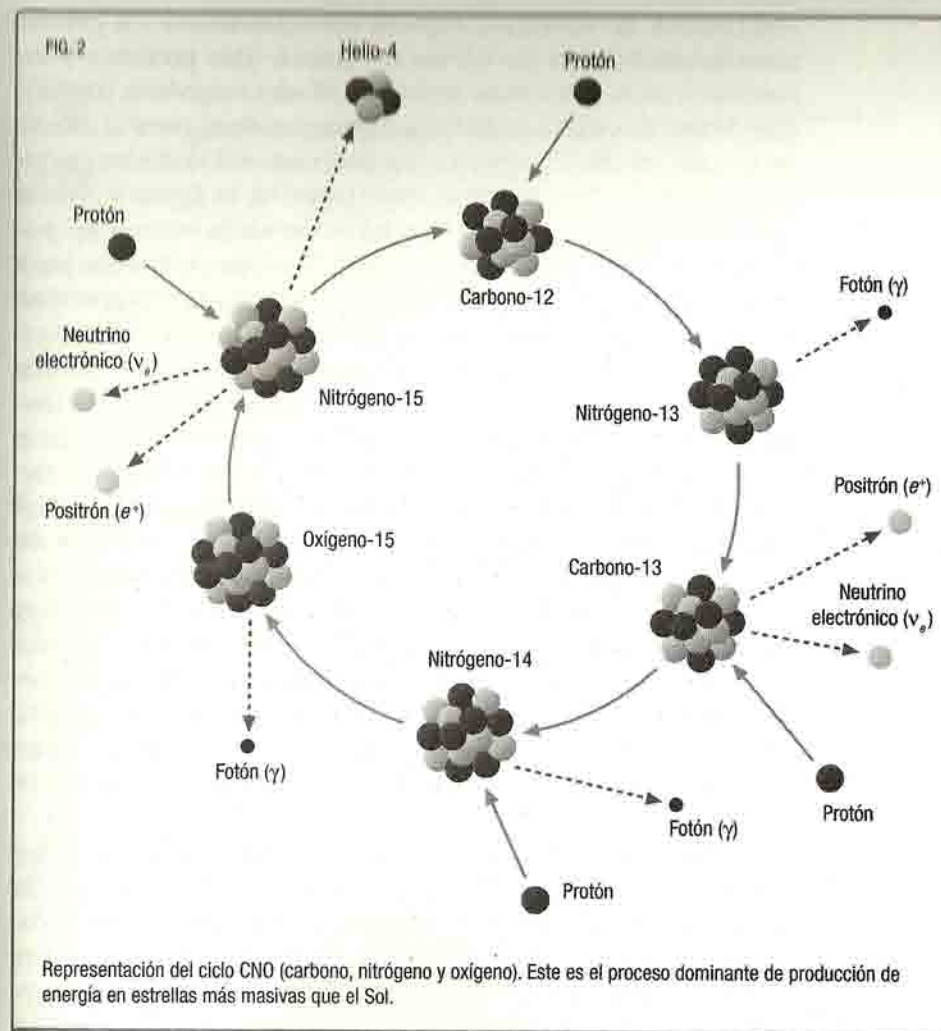 FIG. 2
Helio-4
Protón
Protón
Carbono-12
Fotón (γ)
Neutrino
electrónico (νe)
Nitrógeno-15
Nitrógeno-13
Positrón (e⁺)
Positrón (e⁺)
Oxígeno-15
Carbono-13
Neutrino
electrónico (νe)
Nitrógeno-14
Fotón (γ)
Protón
Fotón (γ)
Protón
Representación del ciclo CNO (carbono, nitrógeno y oxígeno). Este es el proceso dominante de producción de
energía en estrellas más masivas que el Sol.